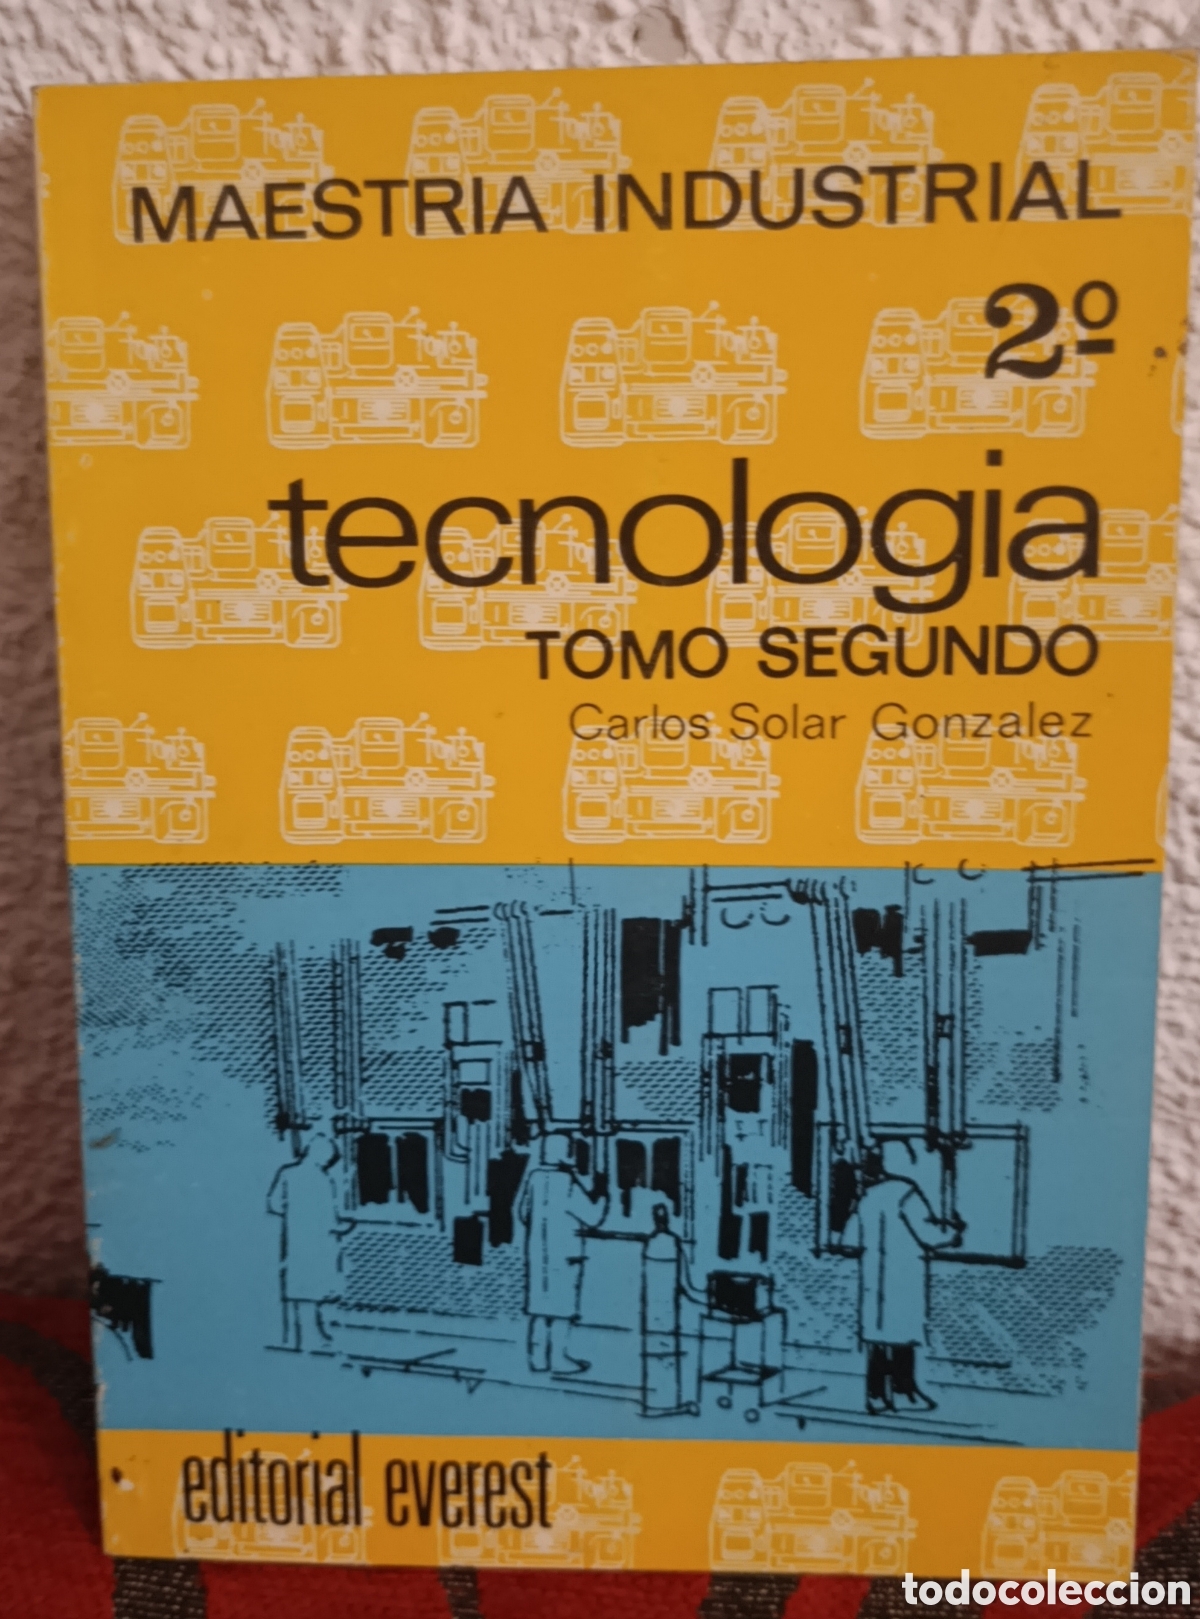 MAESTRIA INDUSTRIAL
2º
tecnologia
TOMO SEGUNDO
Carlos Solar Gonzalez
editorial everest
todocoleccion